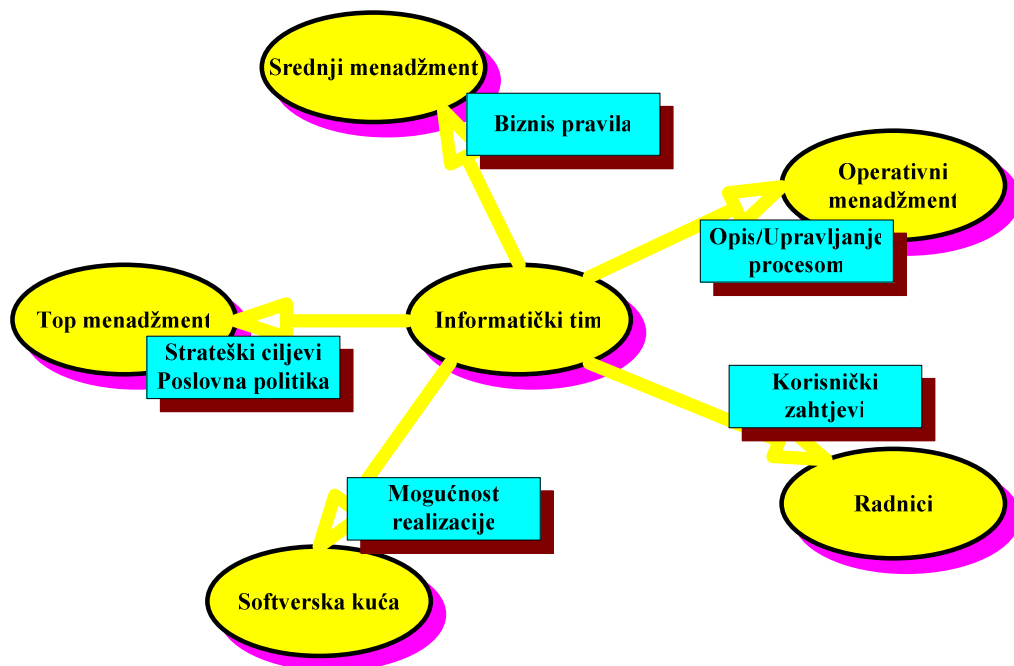 Srednji menadžment
Biznis pravila
Operativni
menadžment
Opis/Upravljanje
procesom
Top menadžment
Informatički tim
Strateški ciljevi
Poslovna politika
Korisnički
zahtjevi
Mogućnost
realizacije
Radnici
Softverska kuća